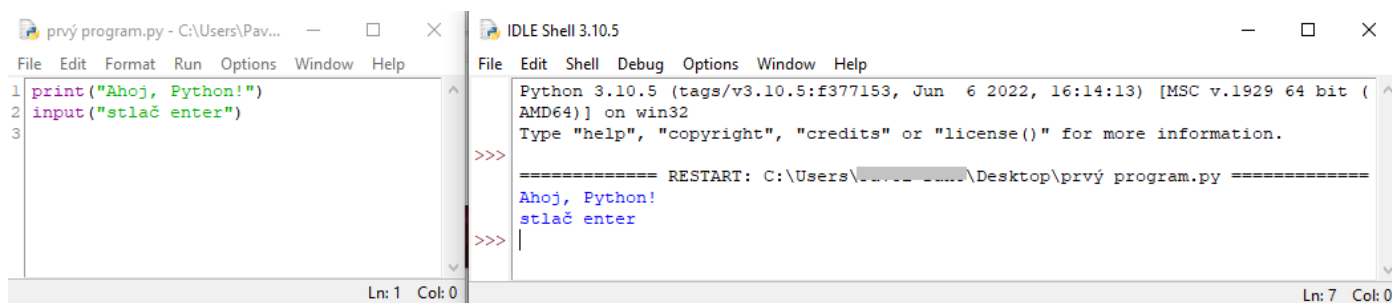 prvý program.py - C:\Users\Pav...
File Edit Format Run Options Window Help
1 print("Ahoj, Python!")
2 input("stlač enter")
3
Ln: 1 Col: 0
IDLE Shell 3.10.5
File Edit Shell Debug Options Window Help
Python 3.10.5 (tags/v3.10.5:f377153, Jun 6 2022, 16:14:13) [MSC v.1929 64 bit (
AMD64)] on win32
Type "help", "copyright", "credits" or "license()" for more information.
>>>
============= RESTART: C:\Users\ \Desktop\prvý program.py =============
Ahoj, Python!
stlač enter
>>>
Ln: 7 Col: 0